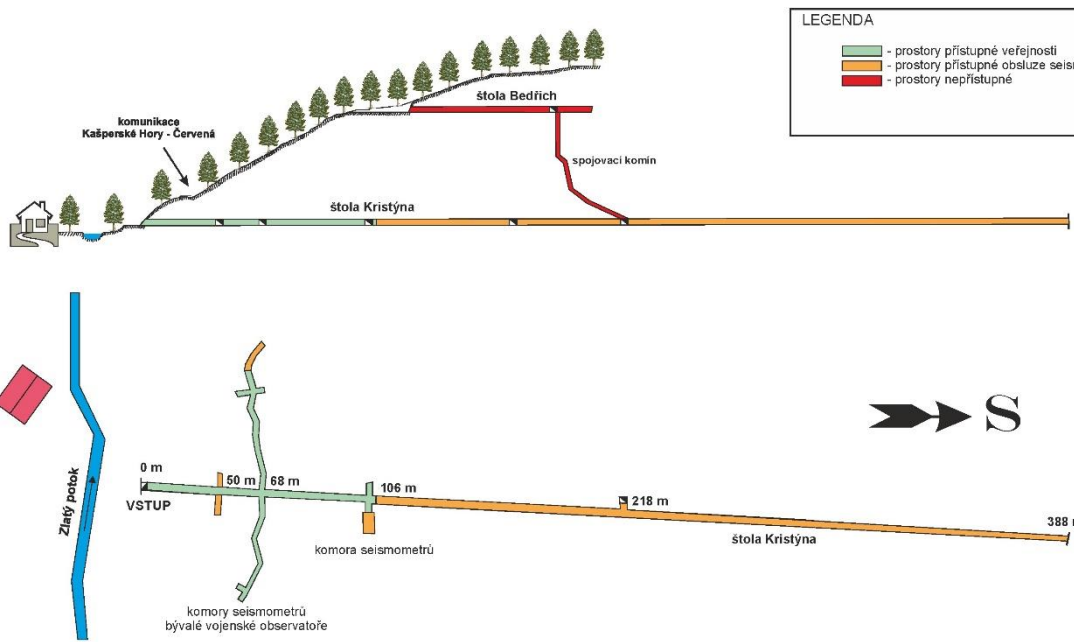 LEGENDA
- prostory přístupné veřejnosti
- prostory přístupné obsluze
- prostory nepřístupné
štola Bedřich
komunikace
Kašperské Hory - Červená
spojovací komín
štola Kristýna
S
0 m
50 m
68 m
106 m
218 m
388
VSTUP
Zlatý potok
štola Kristýna
komora seismometrů
komory seismometrů
bývalé vojenské observatoře